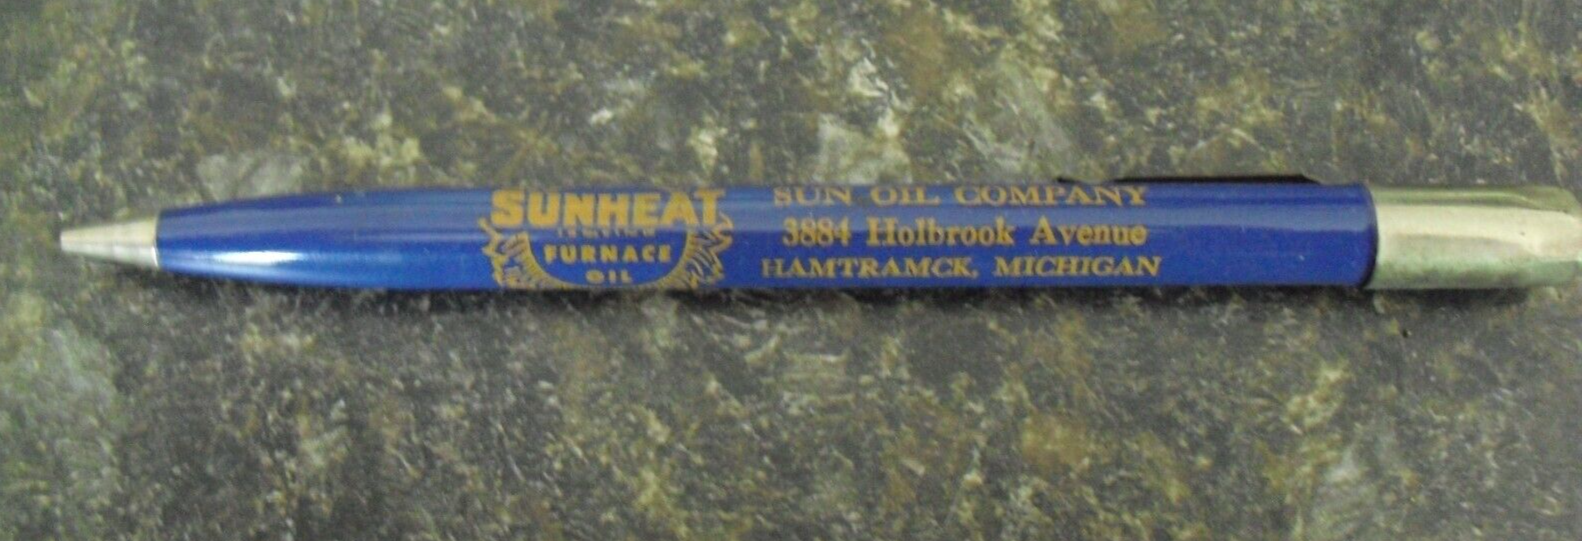 SUNHEAT
FURNACE
OIL
SUN OIL COMPANY
3884 Holbrook Avenue
HAMTRAMCK, MICHIGAN